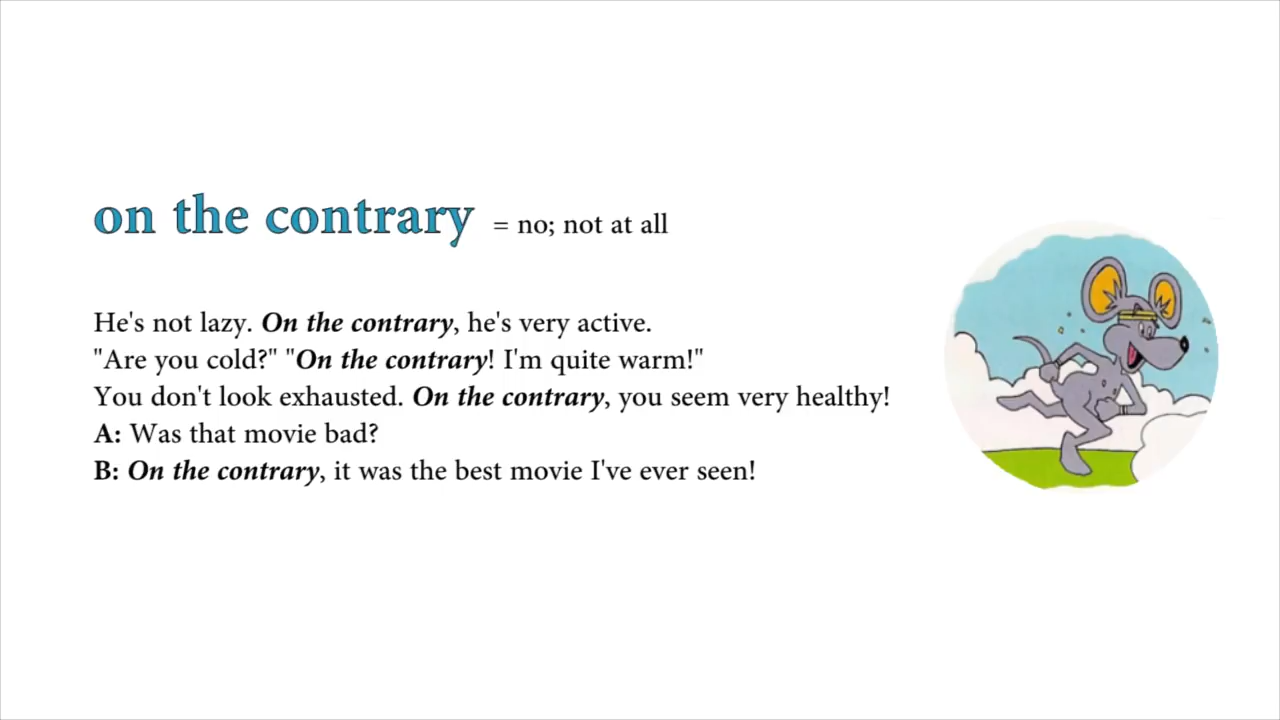 on the contrary = no; not at all
He's not lazy. On the contrary, he's very active.
"Are you cold?" "On the contrary! I'm quite warm!"
You don't look exhausted. On the contrary, you seem very healthy!
A: Was that movie bad?
B: On the contrary, it was the best movie I've ever seen!